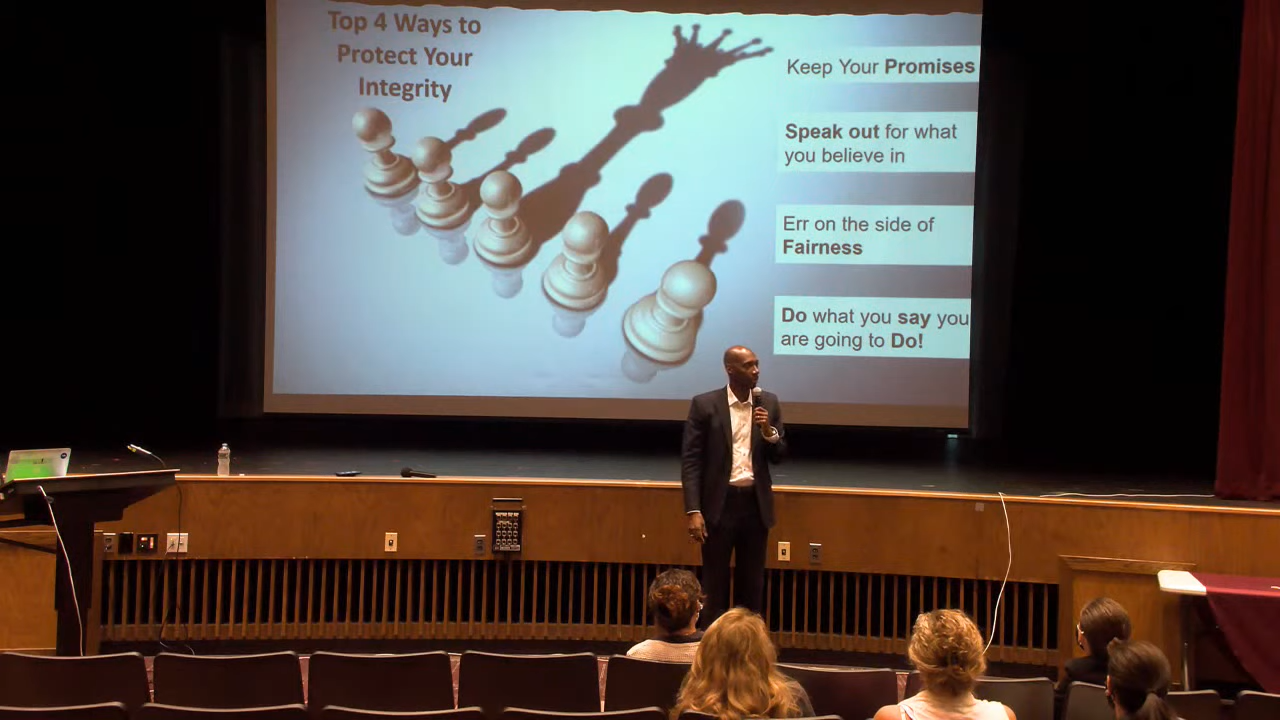 Top 4 Ways to
Protect Your
Integrity
Keep Your Promises
Speak out for what
you believe in
Err on the side of
Fairness
Do what you say you
are going to Do!